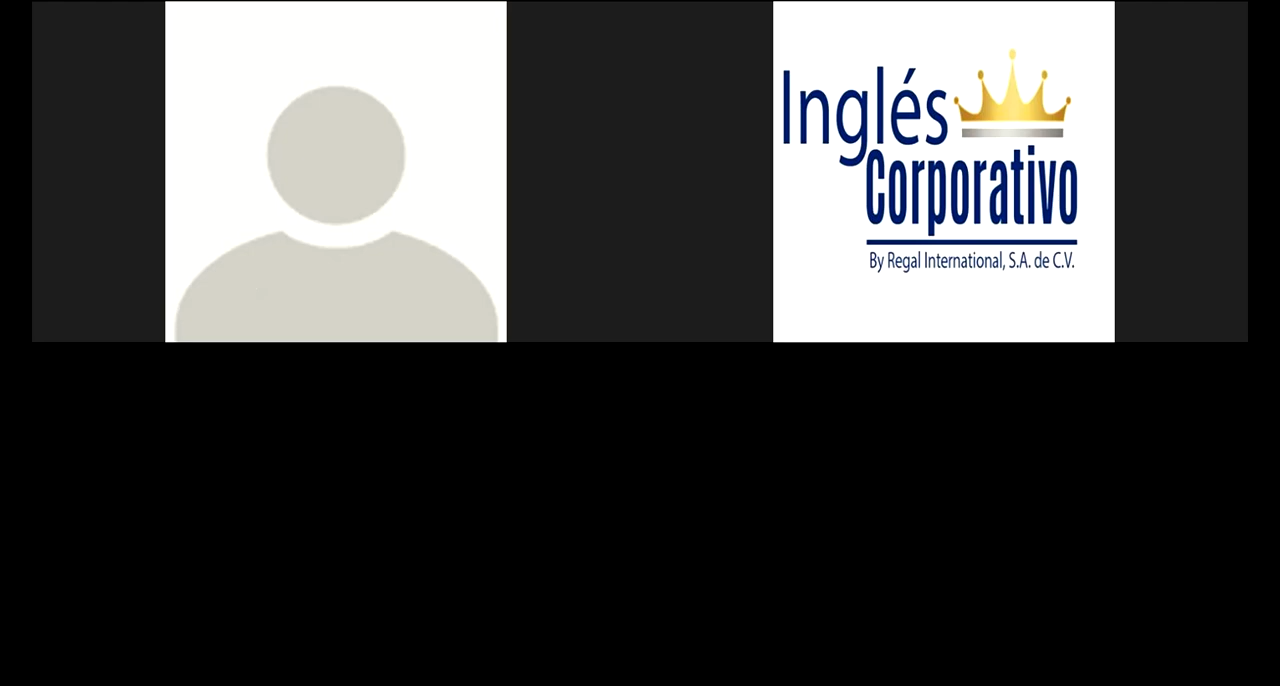 Inglés
Corporativo
By Regal International, S.A. de C.V.